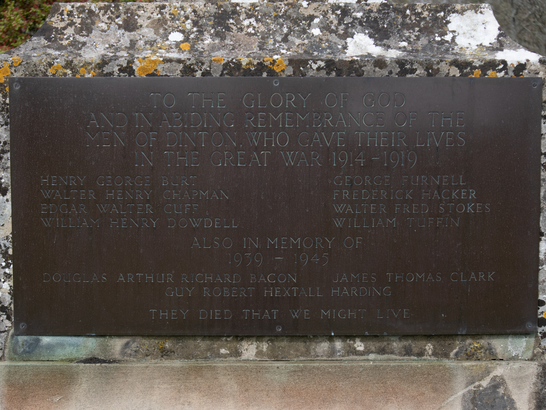 TO THE GLORY OF GOD
AND IN ABIDING REMEMBRANCE OF THE
MEN OF DINTON, WHO GAVE THEIR LIVES
IN THE GREAT WAR 1914-1919
HENRY GEORGE BURT GEORGE FURNELL
WALTER HENRY CHAPMAN FREDERICK HACKER
EDGAR WALTER CUFF WALTER FRED STOKES
WILLIAM HENRY DOWDELL WILLIAM TUFFIN
ALSO IN MEMORY OF
1939 - 1945
DOUGLAS ARTHUR RICHARD BACON JAMES THOMAS CLARK
GUY ROBERT HEXTALL HARDING
THEY DIED THAT WE MIGHT LIVE